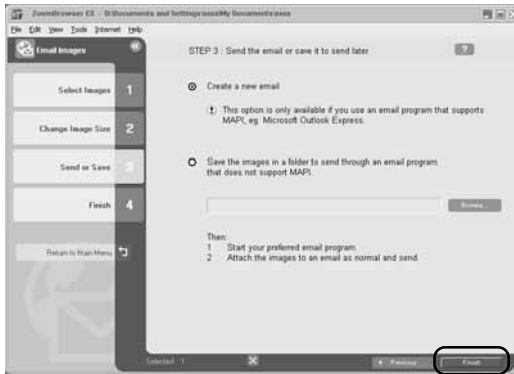 ZoomBrowser EX - D:\Documents and Settings\asss\My Documents\asss
File Edit View Tools Internet Help
Email Images
STEP 3 : Send the email or save it to send later
?
Select Images 1
Create a new email
This option is only available if you use an email program that supports
MAPI, eg. Microsoft Outlook Express.
Change Image Size 2
Send or Save 3
Save the images in a folder to send through an email program
that does not support MAPI.
Finish 4
Browse...
Then:
1 Start your preferred email program.
2 Attach the images to an email as normal and send.
Return to Main Menu
Selected : 1
Previous
Finish